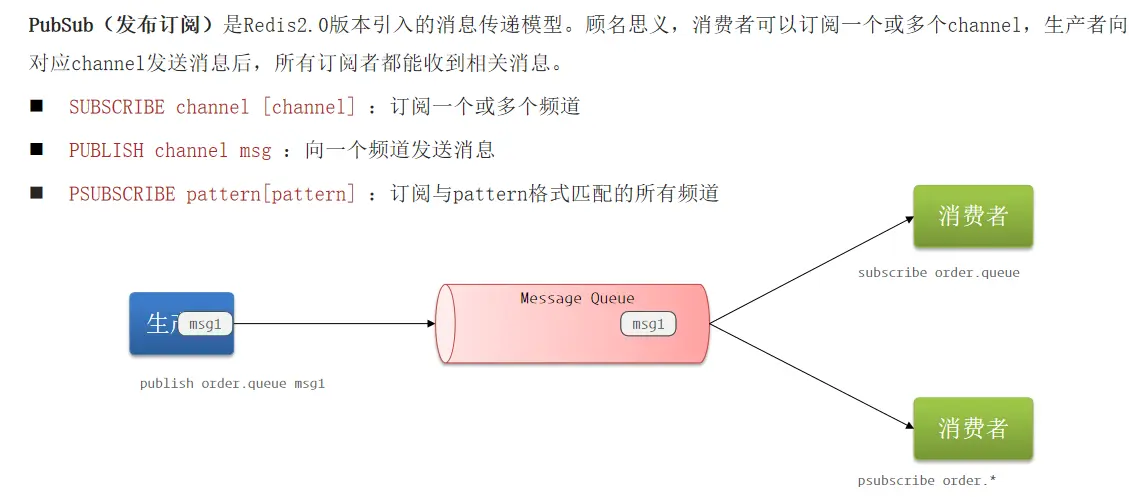 PubSub（发布订阅）是Redis2.0版本引入的消息传递模型。顾名思义，消费者可以订阅一个或多个channel，生产者向
对应channel发送消息后，所有订阅者都能收到相关消息。
SUBSCRIBE channel [channel] ：订阅一个或多个频道
PUBLISH channel msg ：向一个频道发送消息
PSUBSCRIBE pattern[pattern] ：订阅与pattern格式匹配的所有频道
消费者
subscribe order.queue
Message Queue
生
msg1
msg1
publish order.queue msg1
消费者
psubscribe order.*